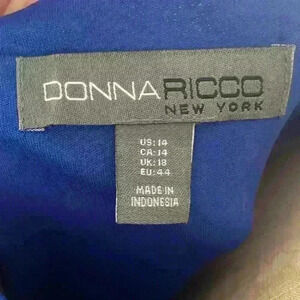 DONNARICCO
NEW YORK
US: 14
CA: 14
UK: 18
EU: 44
MADE IN
INDONESIA